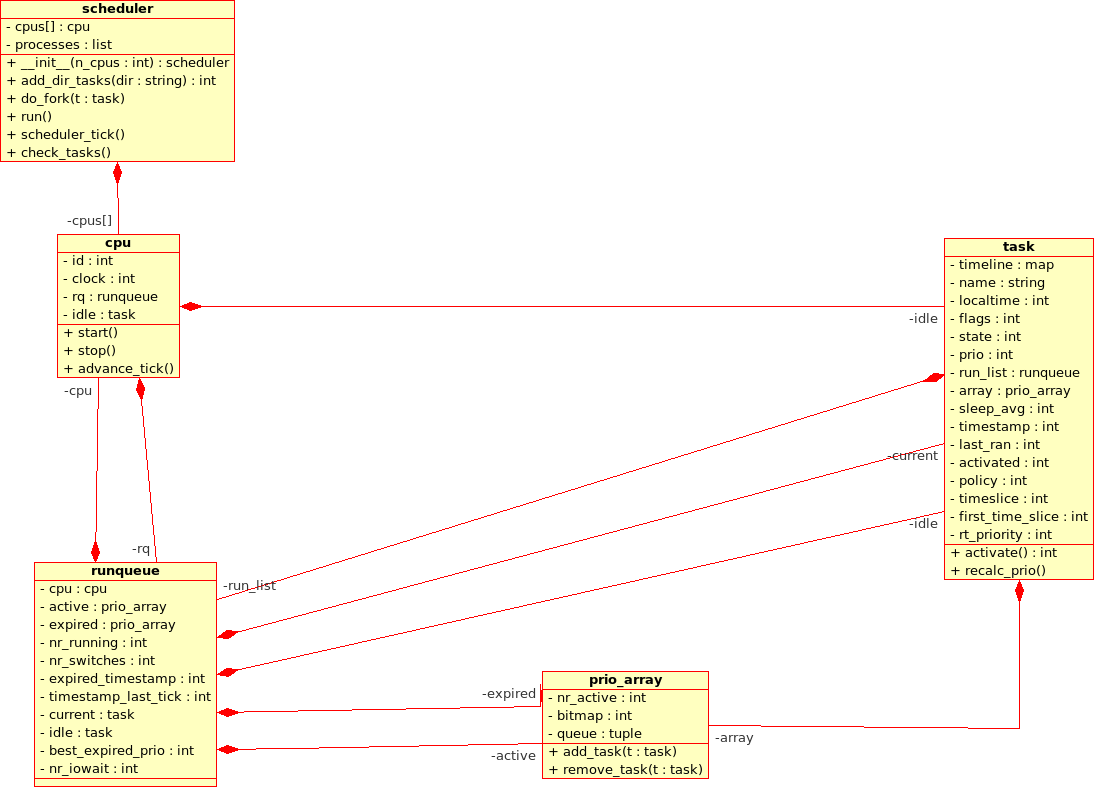 scheduler
- cpus[] : cpu
- processes : list
+ __init__(n_cpus : int) : scheduler
+ add_dir_tasks(dir : string) : int
+ do_fork(t : task)
+ run()
+ scheduler_tick()
+ check_tasks()
-cpus[]
cpu
- id : int
- clock : int
- rq : runqueue
- idle : task
+ start()
+ stop()
+ advance_tick()
-cpu
-rq
task
- timeline : map
- name : string
- localtime : int
- flags : int
- state : int
- prio : int
- run_list : runqueue
- array : prio_array
- sleep_avg : int
- timestamp : int
- last_ran : int
- activated : int
- policy : int
- timeslice : int
- first_time_slice : int
- rt_priority : int
+ activate() : int
+ recalc_prio()
-idle
-current
-idle
-run_list
runqueue
- cpu : cpu
- active : prio_array
- expired : prio_array
- nr_running : int
- nr_switches : int
- expired_timestamp : int
- timestamp_last_tick : int
- current : task
- idle : task
- best_expired_prio : int
- nr_iowait : int
-expired
-active
prio_array
- nr_active : int
- bitmap : int
- queue : tuple
+ add_task(t : task)
+ remove_task(t : task)
-array